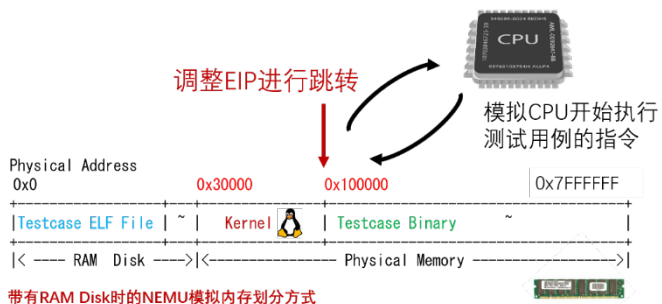 CPU
调整EIP进行跳转
模拟CPU开始执行
测试用例的指令
Physical Address
0x0 0x30000 0x100000 0x7FFFFFF
|Testcase ELF File | ~ | Kernel | Testcase Binary ~ |
|< ---- RAM Disk ---->|<---------------- Physical Memory ---------------->|
带有RAM Disk时的NEMU模拟内存划分方式